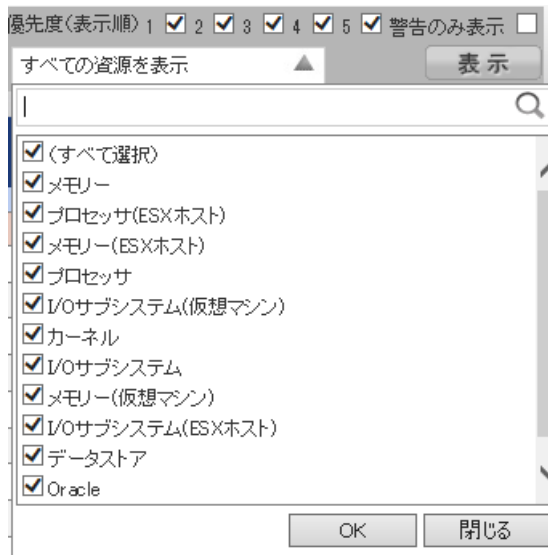 優先度(表示順) 1 2 3 4 5 警告のみ表示
すべての資源を表示 表示
(すべて選択)
メモリー
プロセッサ(ESXホスト)
メモリー(ESXホスト)
プロセッサ
I/Oサブシステム(仮想マシン)
カーネル
I/Oサブシステム
メモリー(仮想マシン)
I/Oサブシステム(ESXホスト)
データストア
Oracle
OK 閉じる